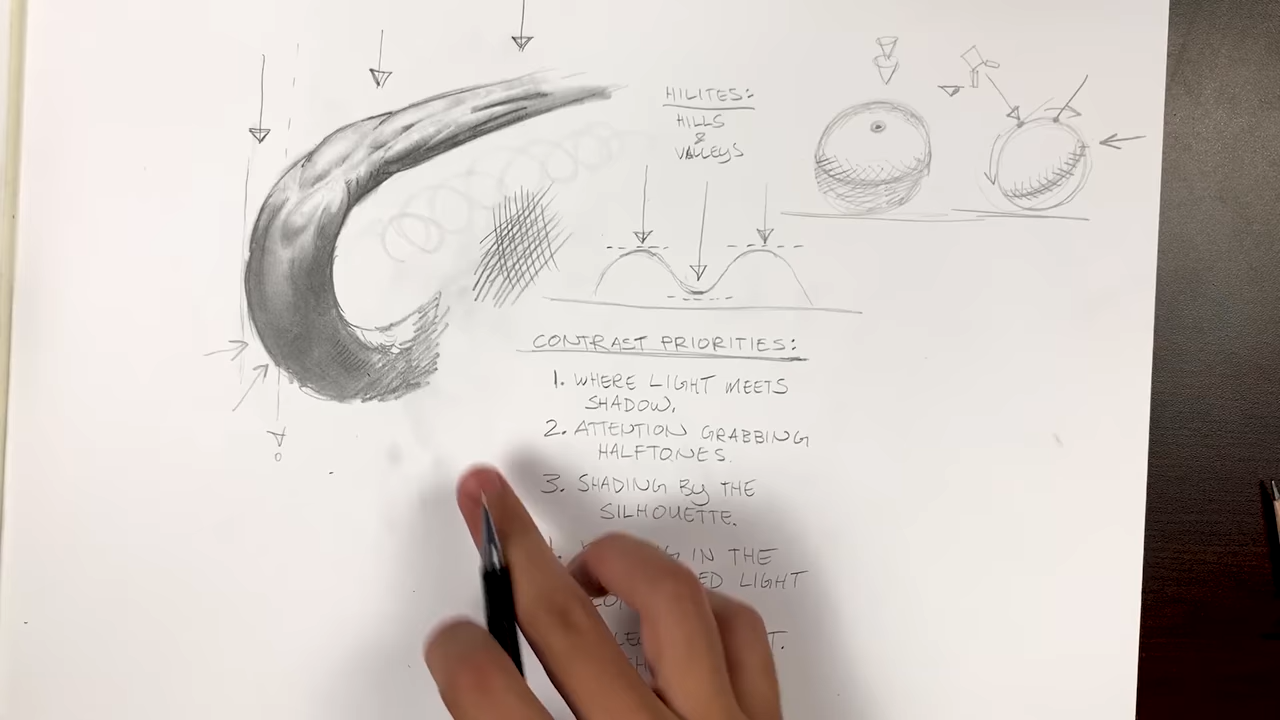 HILITES:
HILLS
&
VALLEYS
CONTRAST PRIORITIES:
1. WHERE LIGHT MEETS
SHADOW.
2. ATTENTION GRABBING
HALFTONES.
3. SHADING BY THE
SILHOUETTE.
IN THE
LIGHT